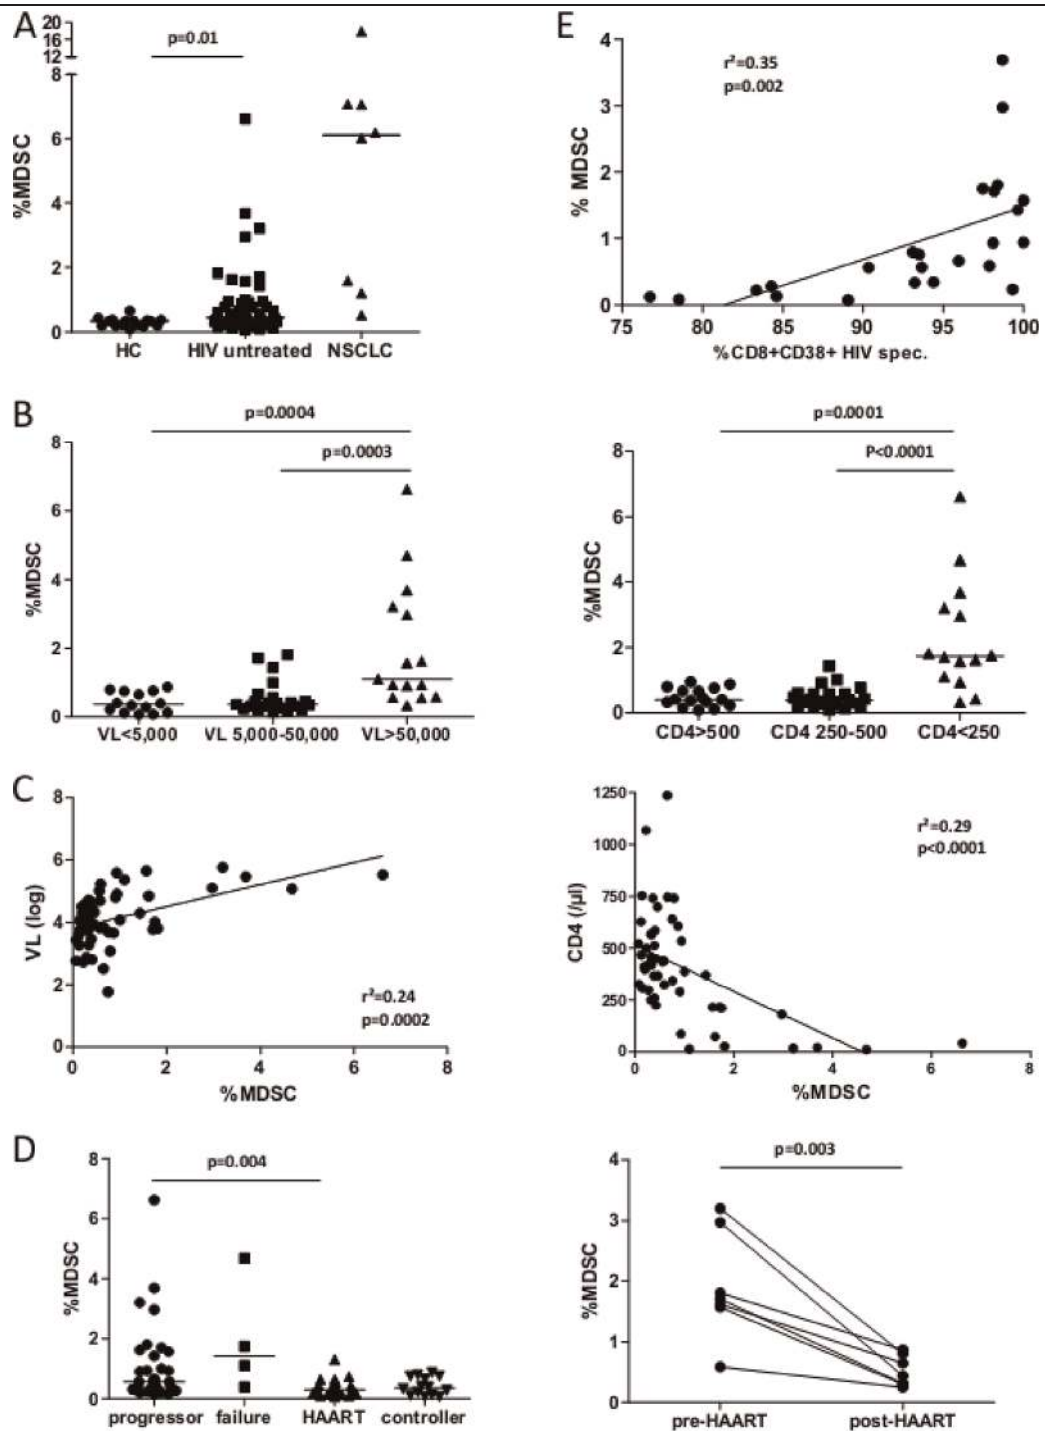 A
20
16
12
8
6
4
2
0
%MDSC
p=0.01
HC
HIV untreated
NSCLC
E
4
3
2
1
0
% MDSC
r²=0.35
p=0.002
75
80
85
90
95
100
%CD8+CD38+ HIV spec.
B
p=0.0004
p=0.0003
8
6
4
2
0
%MDSC
VL<5,000
VL 5,000-50,000
VL>50,000
p=0.0001
P<0.0001
8
6
4
2
0
%MDSC
CD4>500
CD4 250-500
CD4<250
C
8
6
4
2
0
VL (log)
r²=0.24
p=0.0002
0
2
4
6
8
%MDSC
1250
1000
750
500
250
0
CD4 (/µl)
r²=0.29
p<0.0001
0
2
4
6
8
%MDSC
D
p=0.004
8
6
4
2
0
%MDSC
progressor
failure
HAART
controller
p=0.003
4
3
2
1
0
%MDSC
pre-HAART
post-HAART